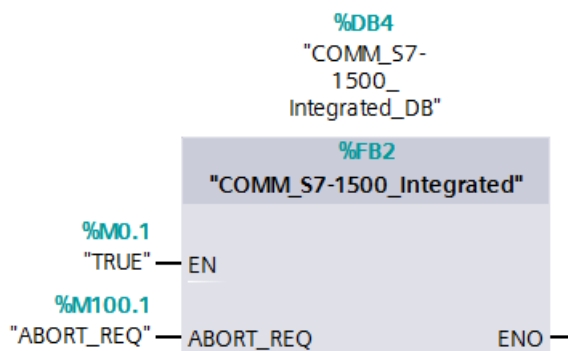 %DB4
"COMM_S7-
1500_
Integrated_DB"
%FB2
"COMM_S7-1500_Integrated"
%M0.1
"TRUE" EN
%M100.1
"ABORT_REQ" ABORT_REQ ENO